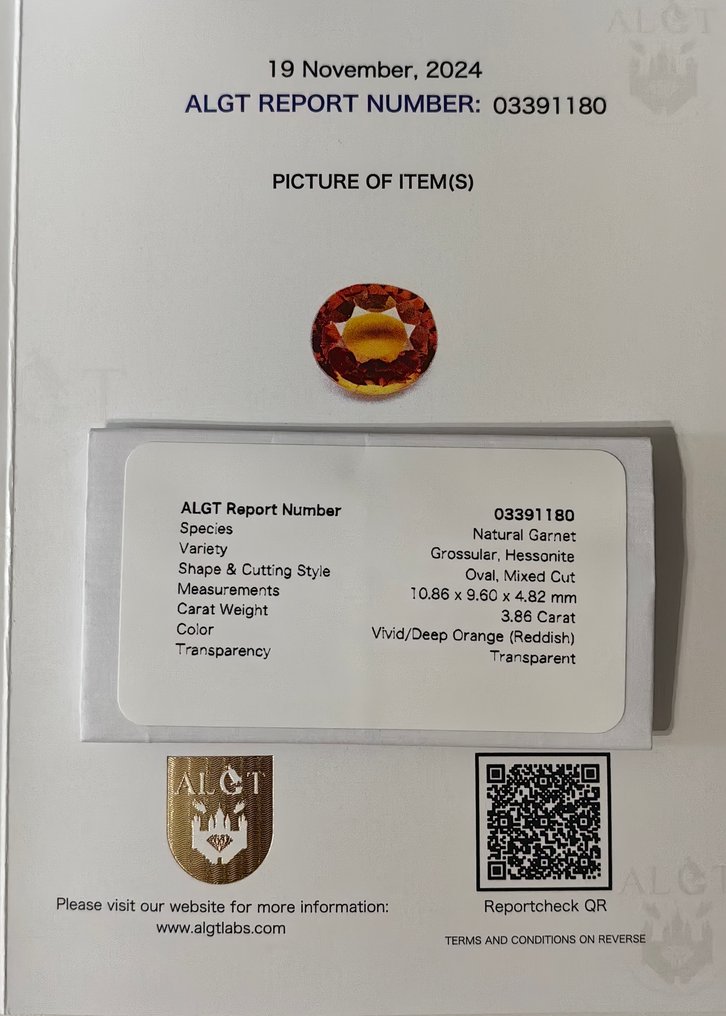 ALGT
19 November, 2024
ALGT REPORT NUMBER: 03391180
PICTURE OF ITEM(S)
ALGT Report Number 03391180
Species Natural Garnet
Variety Grossular, Hessonite
Shape & Cutting Style Oval, Mixed Cut
Measurements 10.86 x 9.60 x 4.82 mm
Carat Weight 3.86 Carat
Color Vivid/Deep Orange (Reddish)
Transparency Transparent
ALGT
Please visit our website for more information:
www.algtlabs.com
Reportcheck QR
TERMS AND CONDITIONS ON REVERSE
ALGT